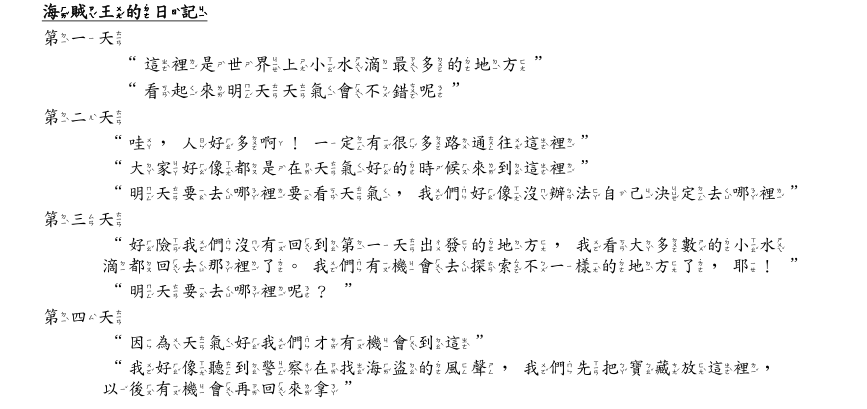 海賊王的日記
第一天
“ 這裡是世界上小水滴最多的地方 ”
“ 看起來明天天氣會不錯呢 ”
第二天
“ 哇，人好多啊！一定有很多路通往這裡 ”
“ 大家好像都是在天氣好的時候來到這裡 ”
“ 明天要去哪裡要看天氣，我們好像沒辦法自己決定去哪裡 ”
第三天
“ 好險我們沒有回到第一天出發的地方，我看大多數的小水
滴都回去那裡了。我們有機會去探索不一樣的地方了，耶！ ”
“ 明天要去哪裡呢？ ”
第四天
“ 因為天氣好我們才有機會到這 ”
“ 我好像聽到警察在找海盜的風聲，我們先把寶藏放這裡，
以後有機會再回來拿 ”